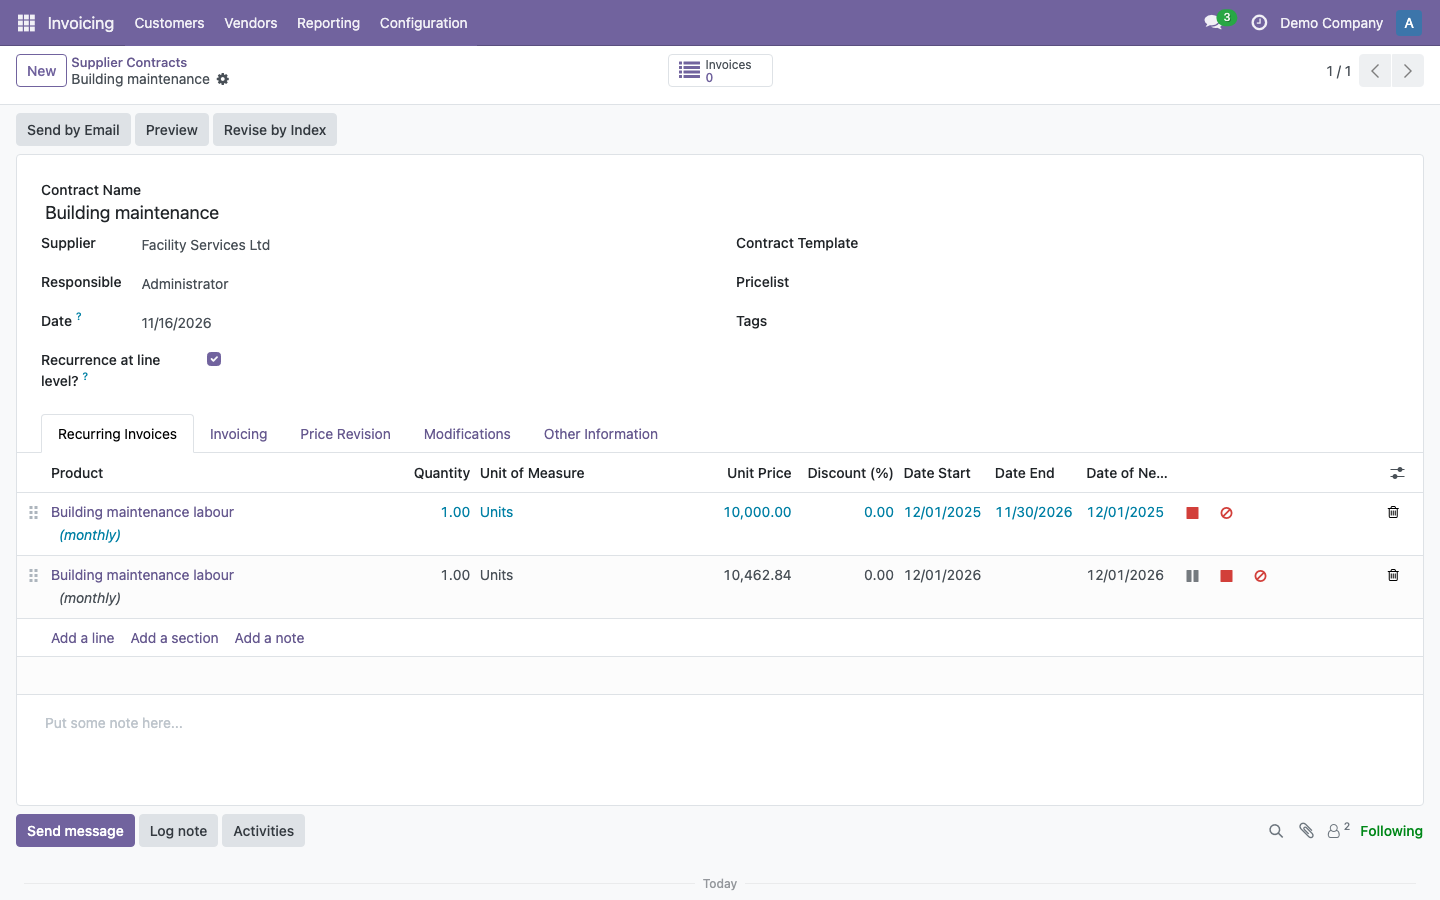 Invoicing Customers Vendors Reporting Configuration 3 Demo Company A
New Supplier Contracts
Building maintenance
Invoices
0
1 / 1
Send by Email Preview Revise by Index
Contract Name
Building maintenance
Supplier Facility Services Ltd Contract Template
Responsible Administrator Pricelist
Date ? 11/16/2026 Tags
Recurrence at line
level? ?
Recurring Invoices Invoicing Price Revision Modifications Other Information
Product Quantity Unit of Measure Unit Price Discount (%) Date Start Date End Date of Ne...
Building maintenance labour 1.00 Units 10,000.00 0.00 12/01/2025 11/30/2026 12/01/2025
(monthly)
Building maintenance labour 1.00 Units 10,462.84 0.00 12/01/2026 12/01/2026
(monthly)
Add a line Add a section Add a note
Put some note here...
Send message Log note Activities 2 Following
Today